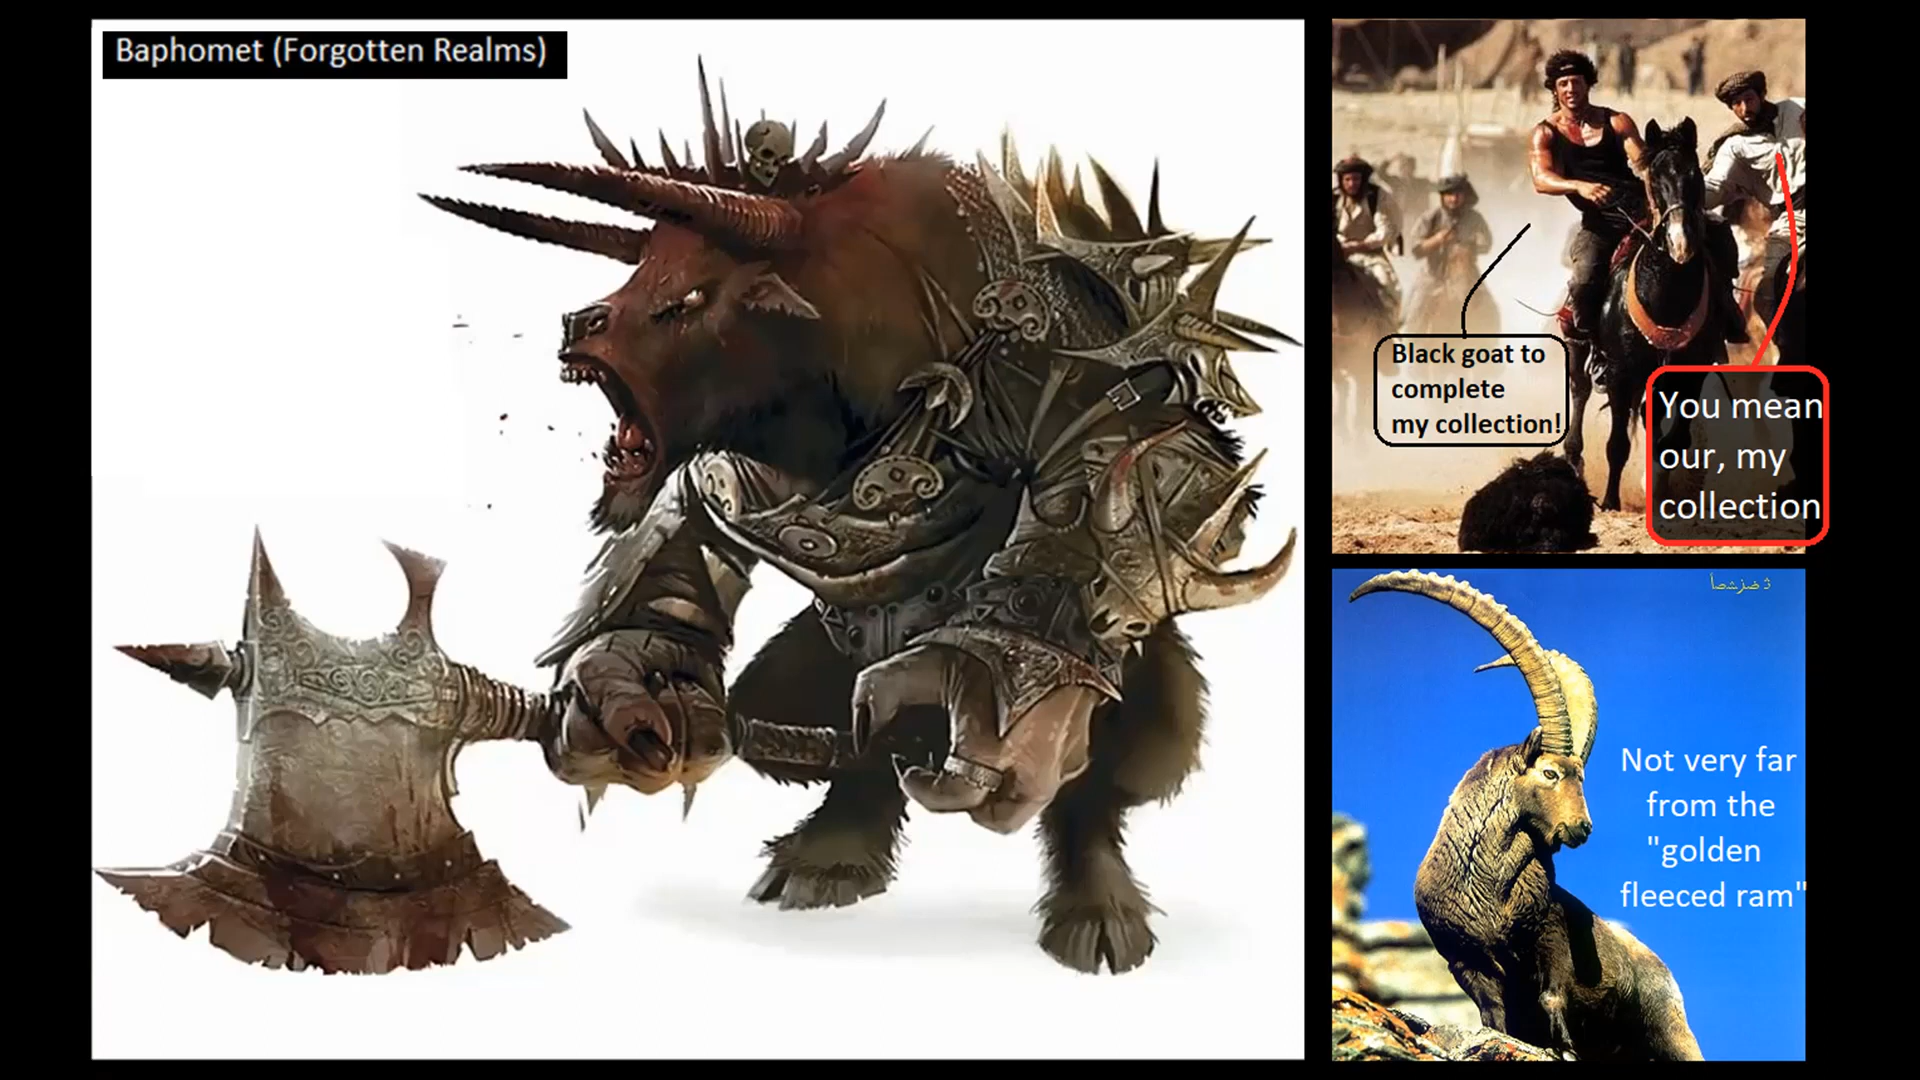 Baphomet (Forgotten Realms)
Black goat to
complete
my collection!
You mean
our, my
collection
Not very far
from the
"golden
fleeced ram"